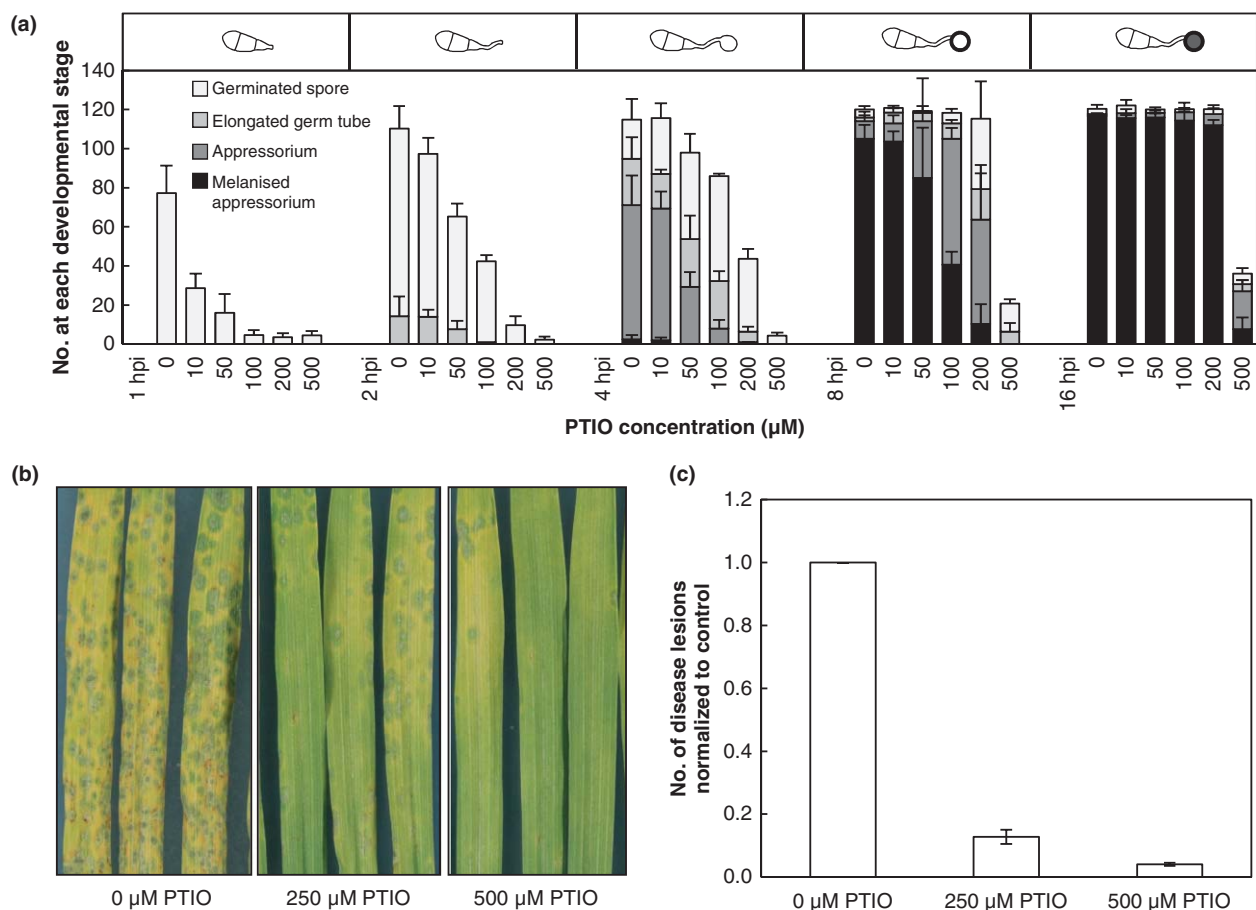 (a)
No. at each developmental stage
140
120
100
80
60
40
20
0
Germinated spore
Elongated germ tube
Appressorium
Melanised
appressorium
1 hpi 0 10 50 100 200 500
2 hpi 0 10 50 100 200 500
4 hpi 0 10 50 100 200 500
8 hpi 0 10 50 100 200 500
16 hpi 0 10 50 100 200 500
PTIO concentration (µM)
(b)
0 µM PTIO 250 µM PTIO 500 µM PTIO
(c)
No. of disease lesions
normalized to control
1.2
1.0
0.8
0.6
0.4
0.2
0.0
0 µM PTIO 250 µM PTIO 500 µM PTIO